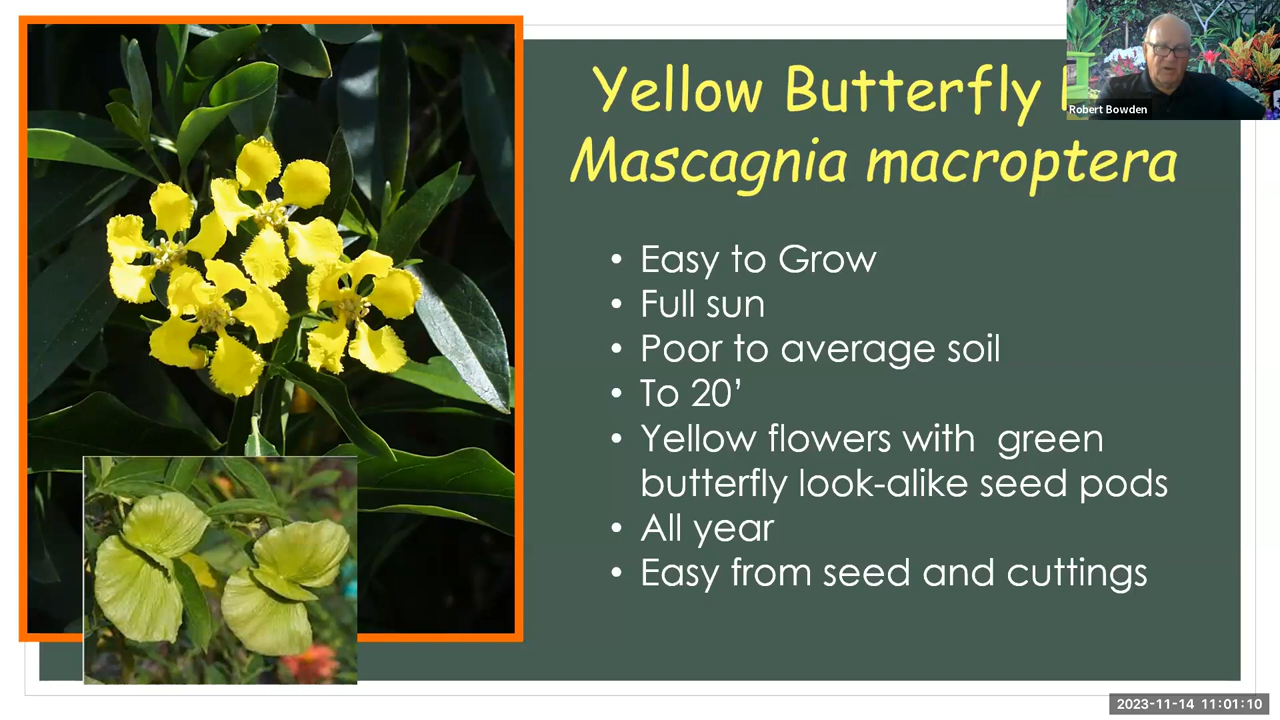 Yellow Butterfly
Mascagnia macroptera
• Easy to Grow
• Full sun
• Poor to average soil
• To 20’
• Yellow flowers with green
butterfly look-alike seed pods
• All year
• Easy from seed and cuttings
Robert Bowden
2023-11-14 11:01:10